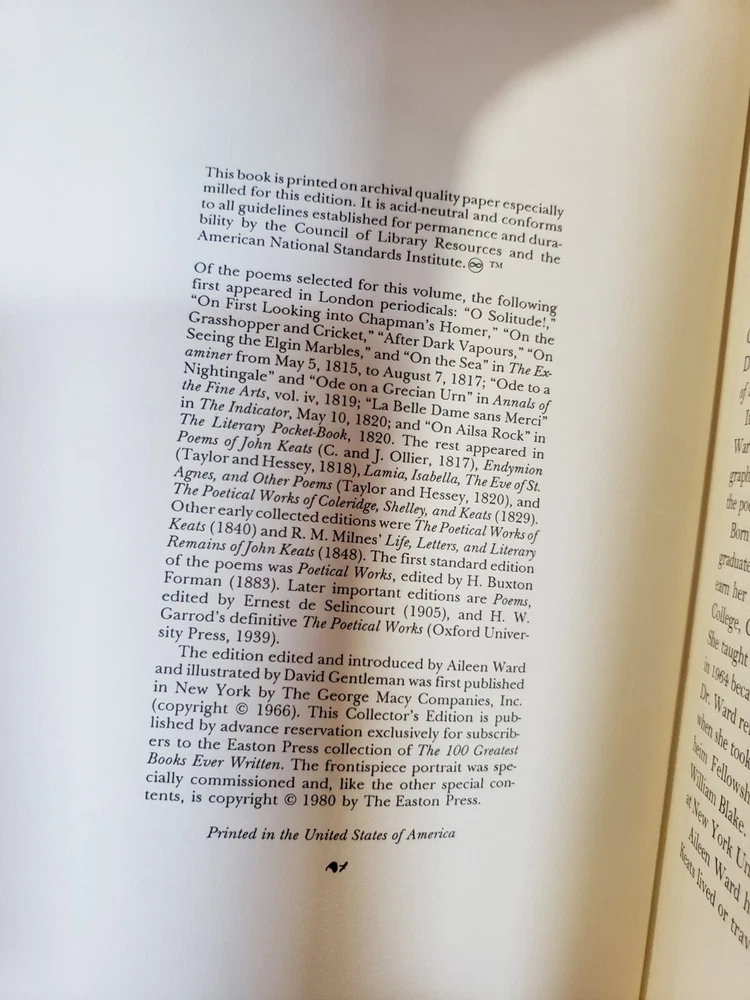 This book is printed on archival quality paper especially
milled for this edition. It is acid-neutral and conforms
to all guidelines established for permanence and dura-
bility by the Council of Library Resources and the
American National Standards Institute.♾ ™
Of the poems selected for this volume, the following
first appeared in London periodicals: “O Solitude!,”
“On First Looking into Chapman’s Homer,” “On the
Grasshopper and Cricket,” “After Dark Vapours,” “On
Seeing the Elgin Marbles,” and “On the Sea” in The Ex-
aminer from May 5, 1815, to August 7, 1817; “Ode to a
Nightingale” and “Ode on a Grecian Urn” in Annals of
the Fine Arts, vol. iv, 1819; “La Belle Dame sans Merci”
in The Indicator, May 10, 1820; and “On Ailsa Rock” in
The Literary Pocket-Book, 1820. The rest appeared in
Poems of John Keats (C. and J. Ollier, 1817), Endymion
(Taylor and Hessey, 1818), Lamia, Isabella, The Eve of St.
Agnes, and Other Poems (Taylor and Hessey, 1820), and
The Poetical Works of Coleridge, Shelley, and Keats (1829).
Other early collected editions were The Poetical Works of
Keats (1840) and R. M. Milnes’ Life, Letters, and Literary
Remains of John Keats (1848). The first standard edition
of the poems was Poetical Works, edited by H. Buxton
Forman (1883). Later important editions are Poems,
edited by Ernest de Selincourt (1905), and H. W.
Garrod’s definitive The Poetical Works (Oxford Univer-
sity Press, 1939).
The edition edited and introduced by Aileen Ward
and illustrated by David Gentleman was first published
in New York by The George Macy Companies, Inc.
(copyright © 1966). This Collector’s Edition is pub-
lished by advance reservation exclusively for subscrib-
ers to the Easton Press collection of The 100 Greatest
Books Ever Written. The frontispiece portrait was spe-
cially commissioned and, like the other special con-
tents, is copyright © 1980 by The Easton Press.
Printed in the United States of America
of
It
War
graph
the poe
Born
graduate
earn her
College, C
She taught
in 1964 beca
Dr. Ward re
when she took
heim Fellowsh
William Blake.
at New York Un
Aileen Ward h
Keats lived or trav